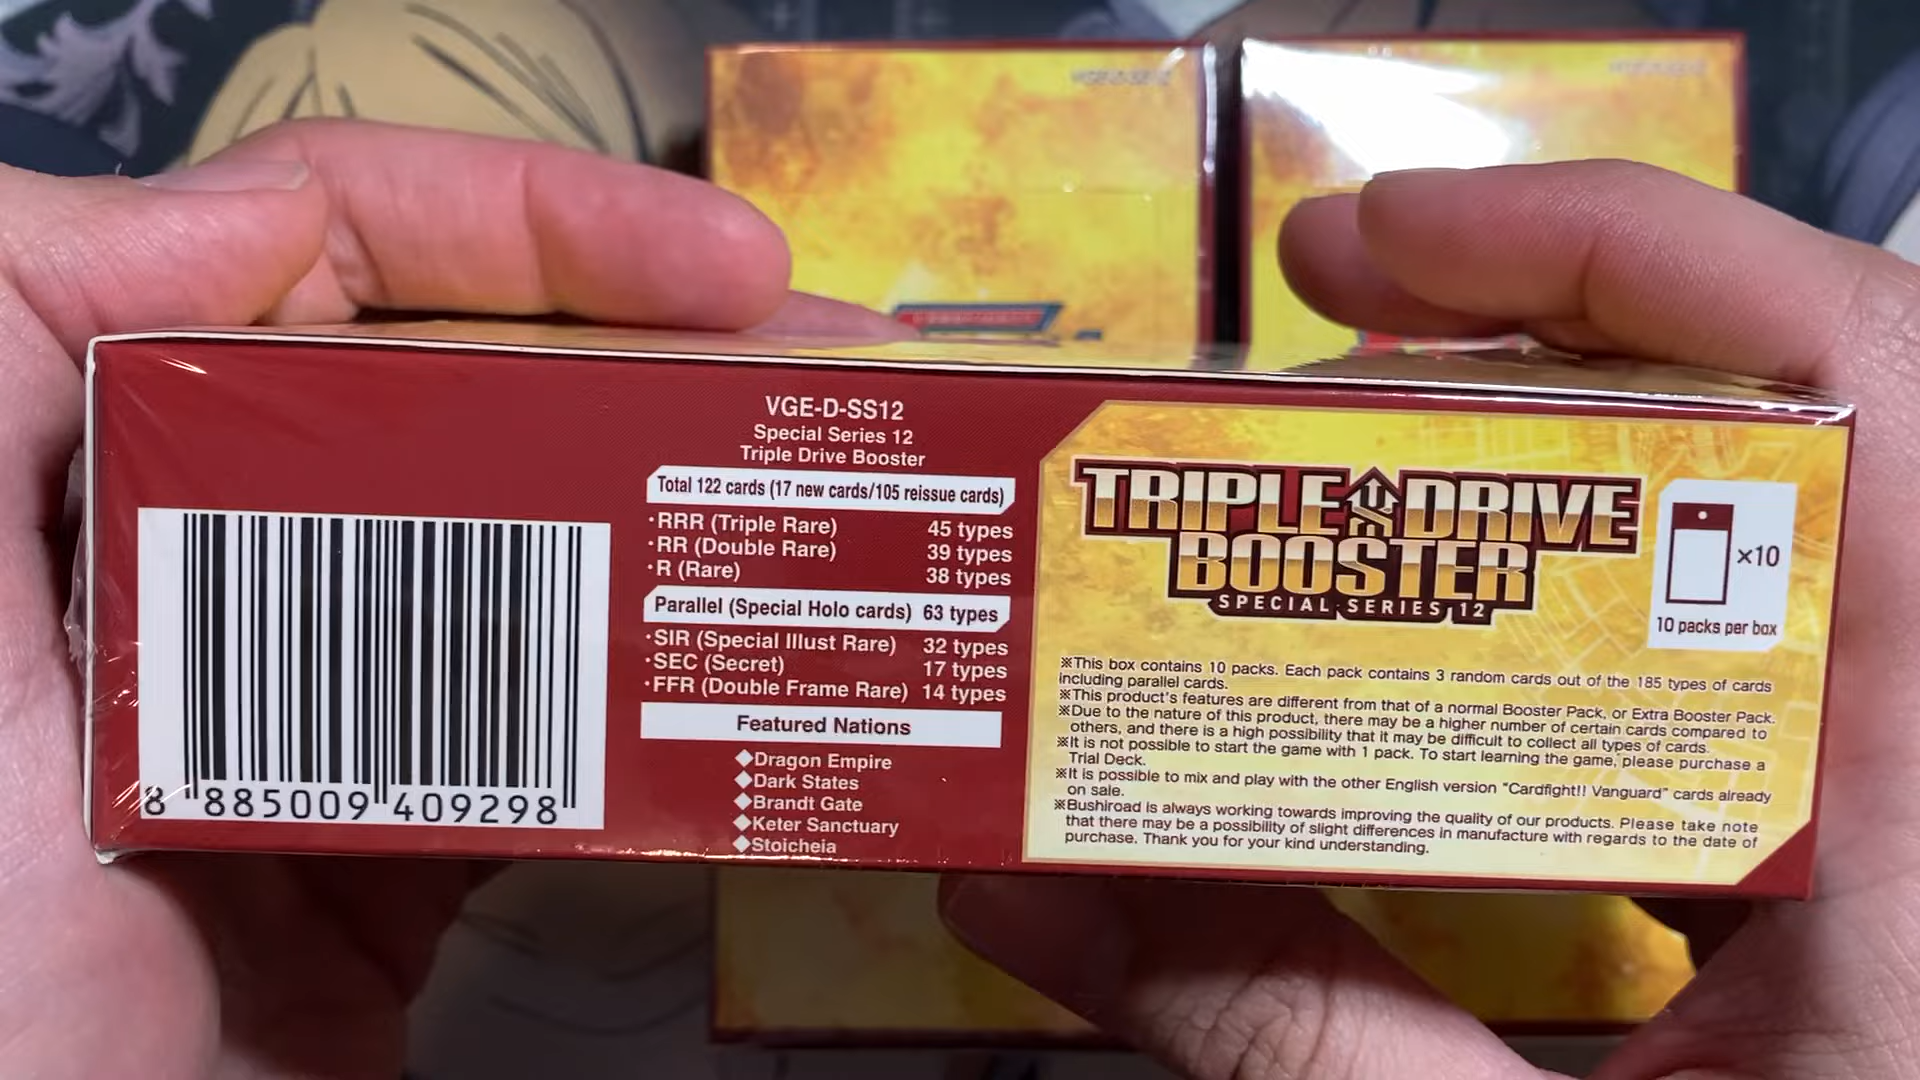 VGE-D-SS12
Special Series 12
Triple Drive Booster
Total 122 cards (17 new cards/105 reissue cards)
・RRR (Triple Rare) 45 types
・RR (Double Rare) 39 types
・R (Rare) 38 types
Parallel (Special Holo cards) 63 types
・SIR (Special Illust Rare) 32 types
・SEC (Secret) 17 types
・FFR (Double Frame Rare) 14 types
Featured Nations
◆Dragon Empire
◆Dark States
◆Brandt Gate
◆Keter Sanctuary
◆Stoicheia
8 885009 409298
TRIPLE DRIVE
BOOSTER
SPECIAL SERIES 12
×10
10 packs per box
※This box contains 10 packs. Each pack contains 3 random cards out of the 185 types of cards
including parallel cards.
※This product's features are different from that of a normal Booster Pack, or Extra Booster Pack.
※Due to the nature of this product, there may be a higher number of certain cards compared to
others, and there is a high possibility that it may be difficult to collect all types of cards.
※It is not possible to start the game with 1 pack. To start learning the game, please purchase a
Trial Deck.
※It is possible to mix and play with the other English version "Cardfight!! Vanguard" cards already
on sale.
※Bushiroad is always working towards improving the quality of our products. Please take note
that there may be a possibility of slight differences in manufacture with regards to the date of
purchase. Thank you for your kind understanding.